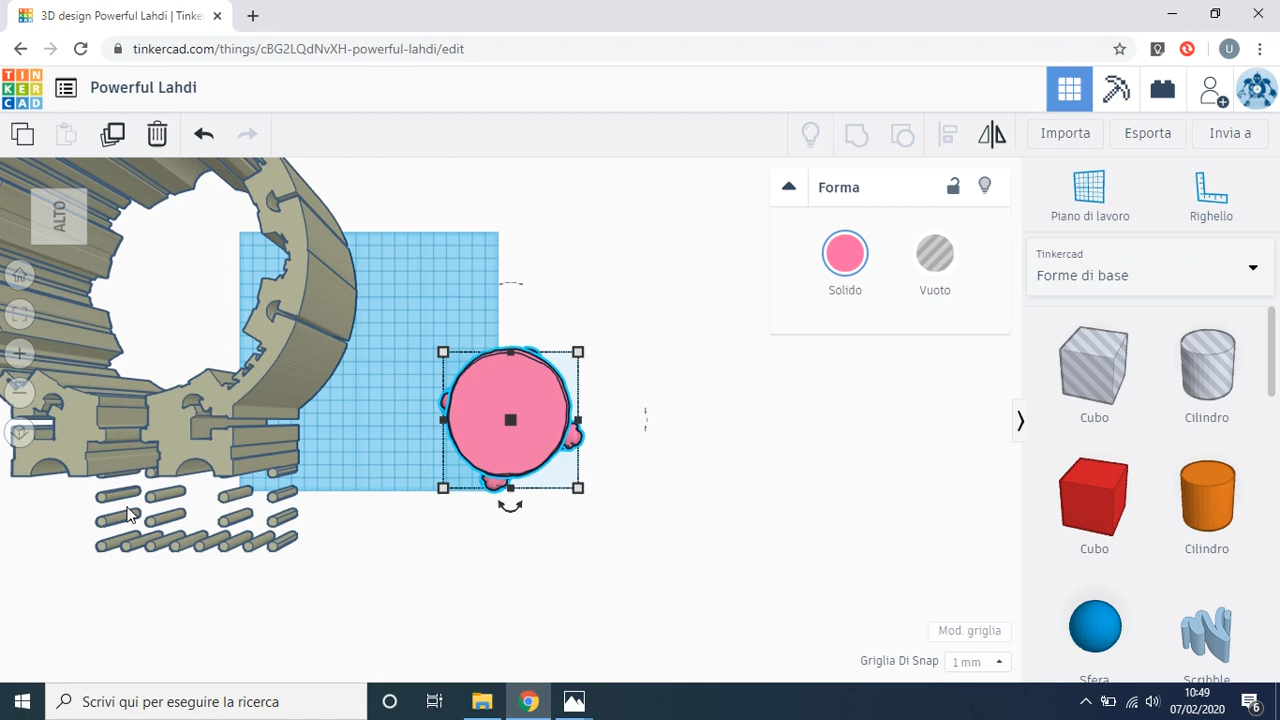 3D design Powerful Lahdi | Tinker
tinkercad.com/things/cBG2LQdNvXH-powerful-lahdi/edit
U
TIN
KER
CAD
Powerful Lahdi
Importa
Esporta
Invia a
ALTO
Forma
Solido
Vuoto
Piano di lavoro
Righello
Tinkercad
Forme di base
Cubo
Cilindro
Cubo
Cilindro
Sfera
Scribble
Mod. griglia
Griglia Di Snap
1 mm
Scrivi qui per eseguire la ricerca
10:49
07/02/2020
6